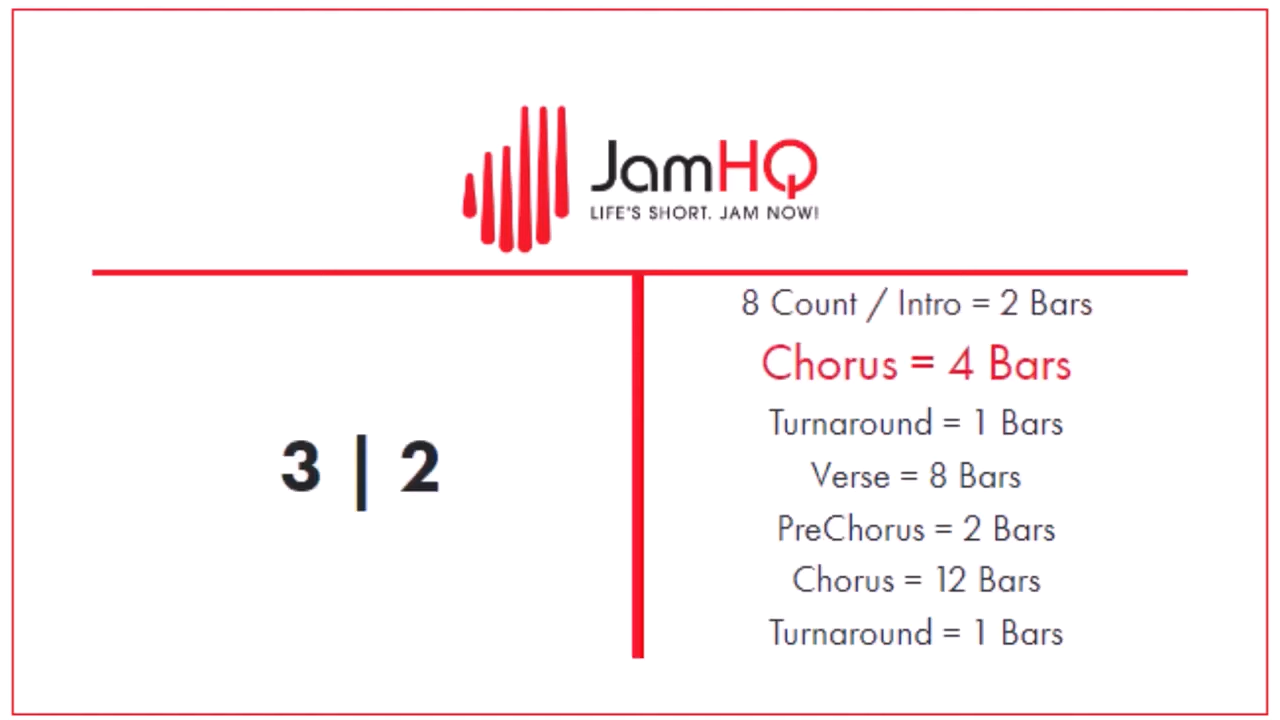 JamHQ
LIFE'S SHORT. JAM NOW!
3 | 2
8 Count / Intro = 2 Bars
Chorus = 4 Bars
Turnaround = 1 Bars
Verse = 8 Bars
PreChorus = 2 Bars
Chorus = 12 Bars
Turnaround = 1 Bars